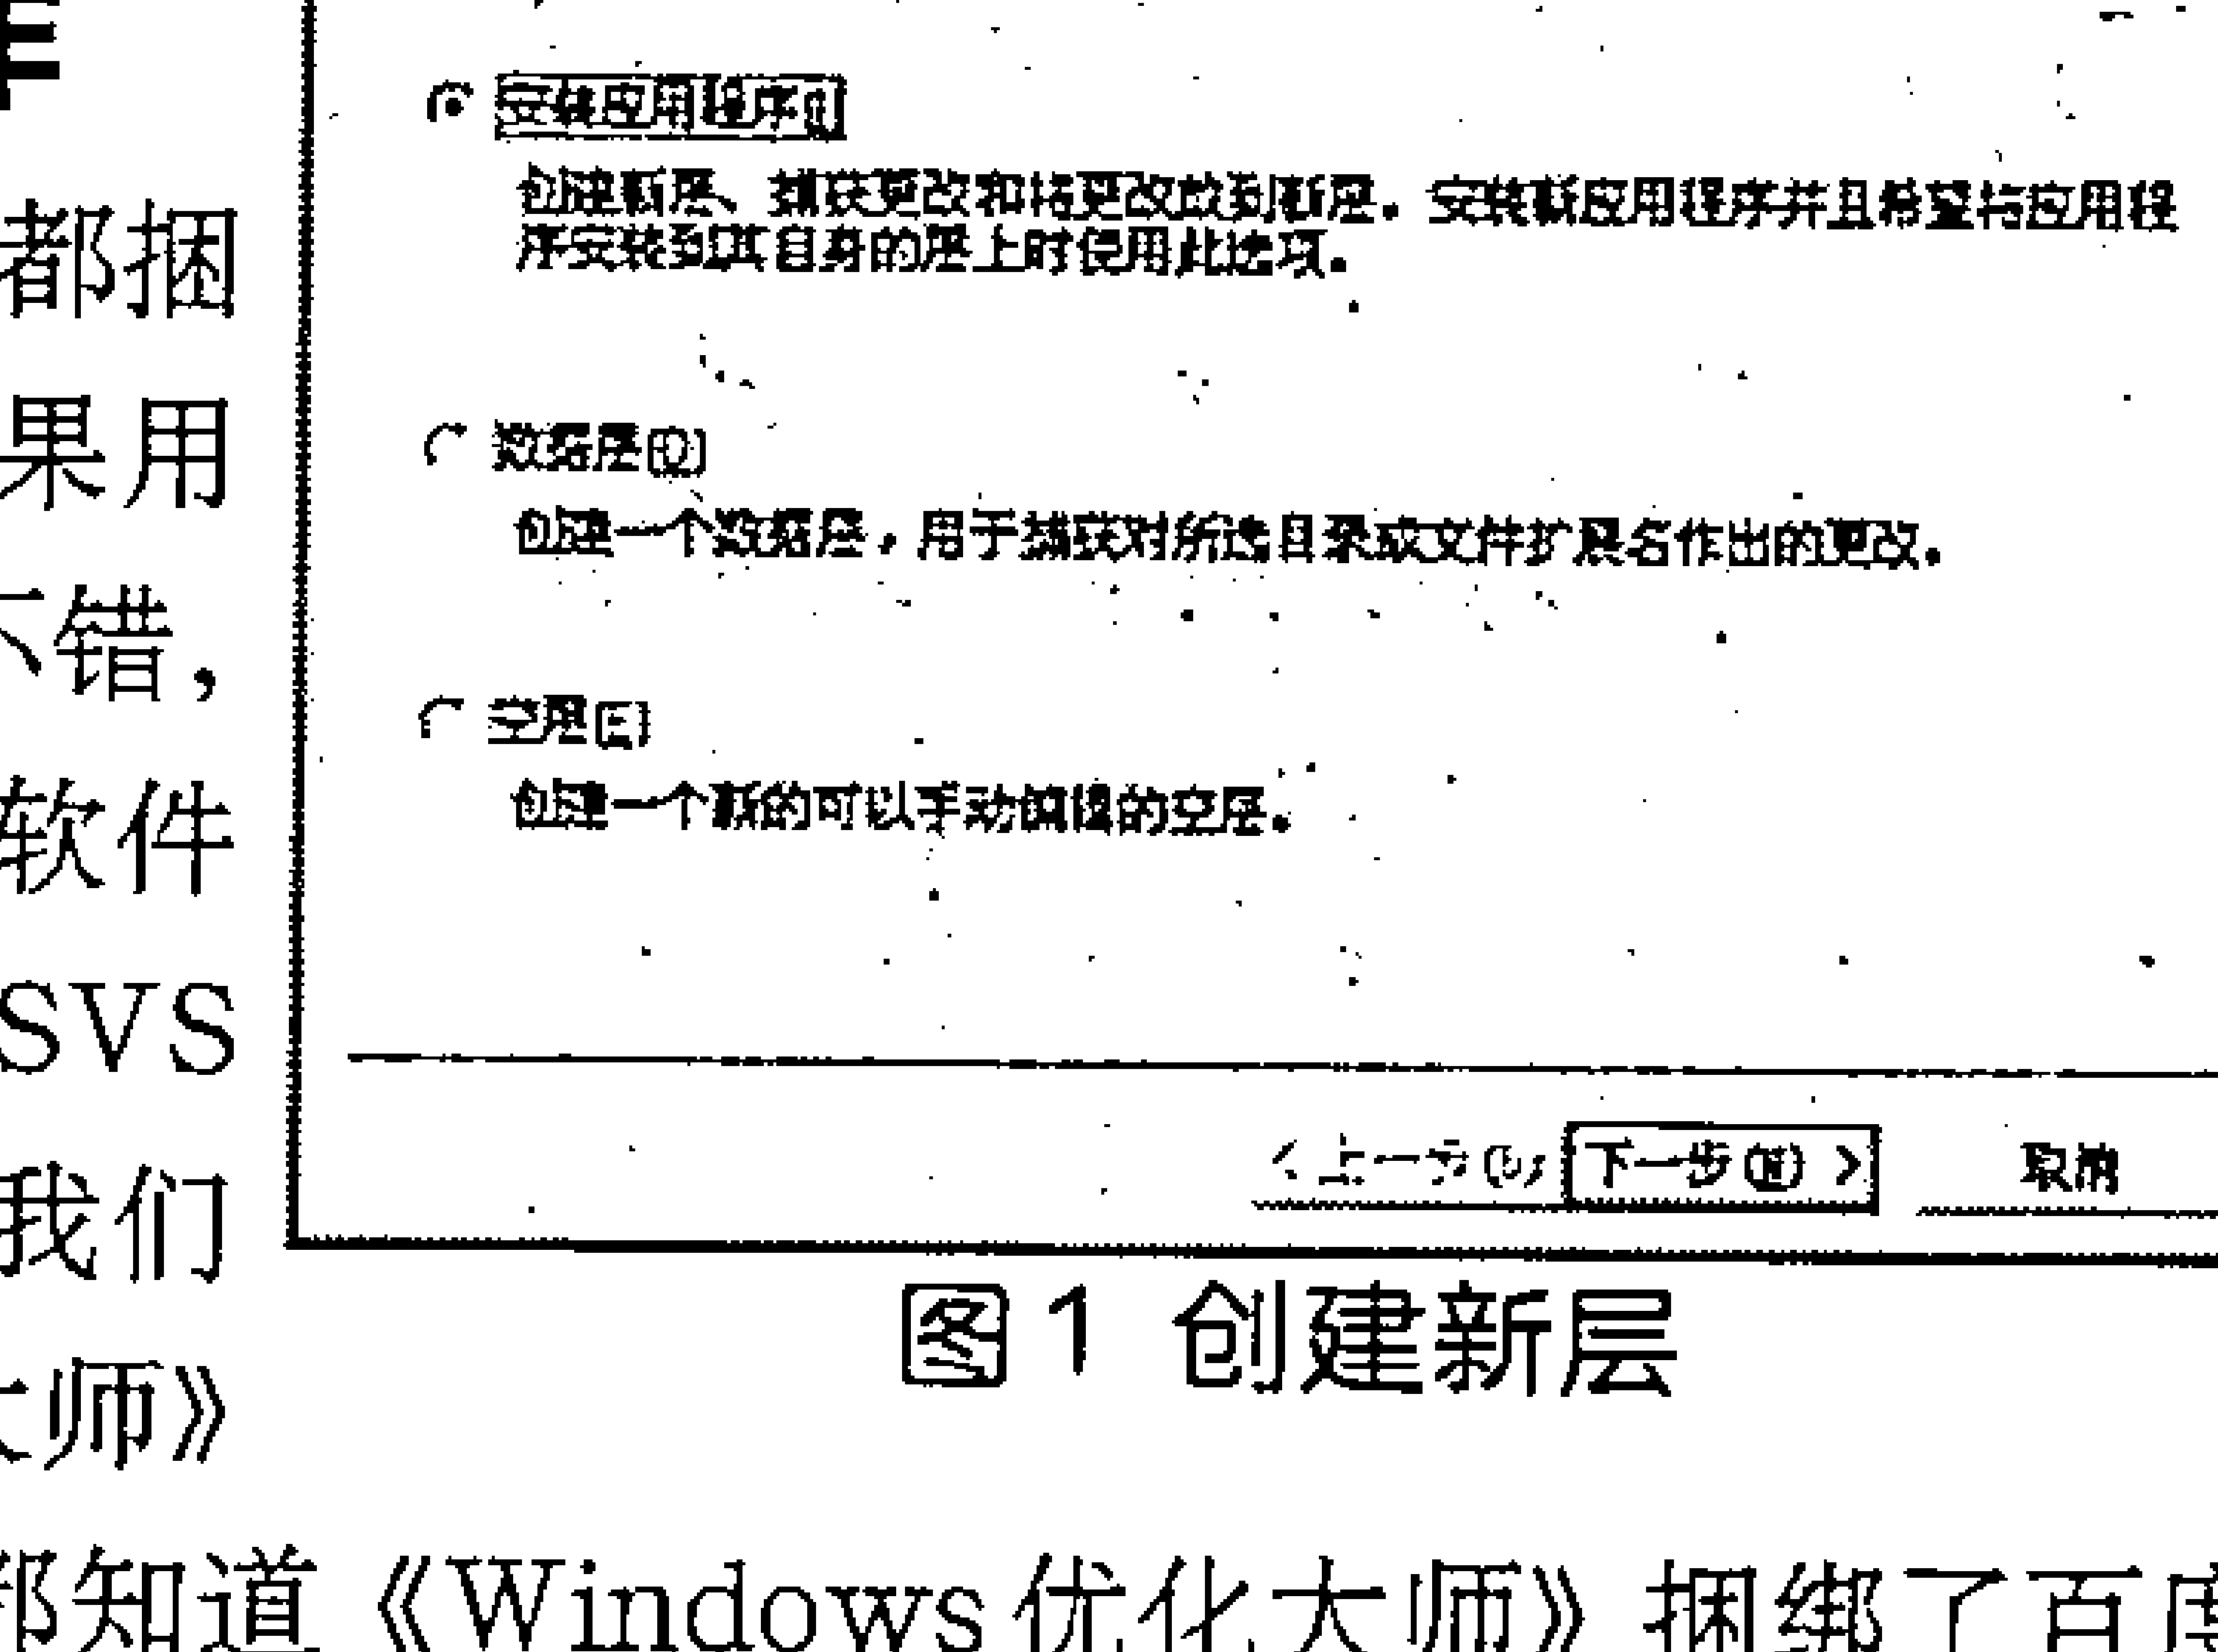 都捆
果用
不错，
软件
SVS
我们
大师》
安装应用程序(I)
创建新层、捕获更改和将更改放到新层。安装新应用程序并且希望将应用程
序安装到其自身的层上时使用此选项。
数据层(D)
创建一个数据层，用于捕获对所选目录或文件扩展名作出的更改。
空层(E)
创建一个新的可以手动编辑的空层。
<上一步(B) 下一步(N) > 取消
图1 创建新层
都知道《Windows优化大师》捆绑了百度